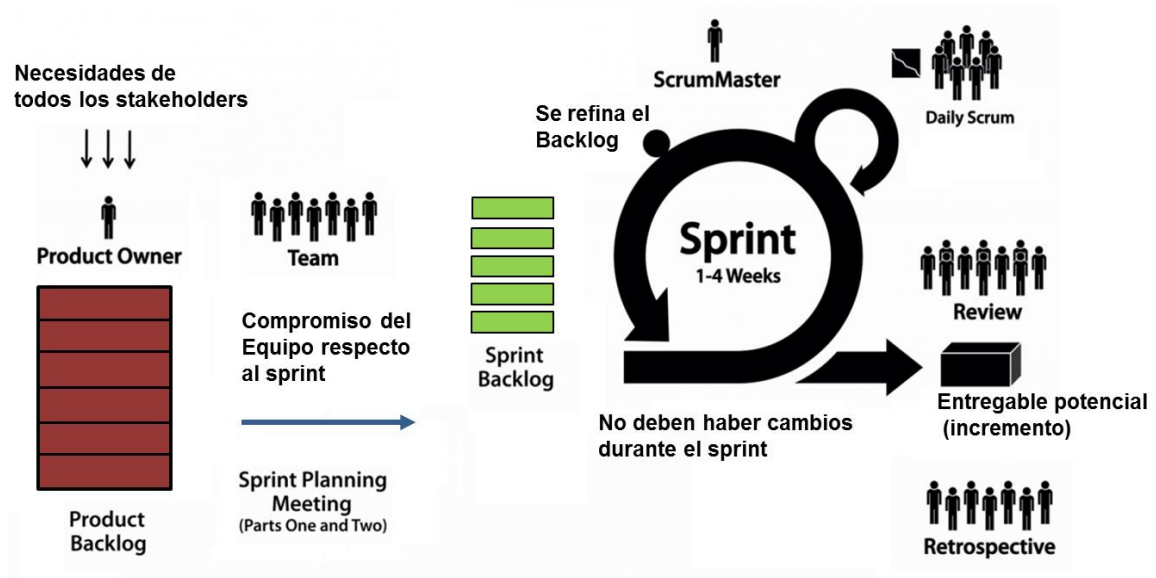 Necesidades de
todos los stakeholders
Product Owner
Product
Backlog
Team
Compromiso del
Equipo respecto
al sprint
Sprint Planning
Meeting
(Parts One and Two)
Sprint
Backlog
Se refina el
Backlog
ScrumMaster
Daily Scrum
Sprint
1-4 Weeks
No deben haber cambios
durante el sprint
Review
Entregable potencial
(incremento)
Retrospective